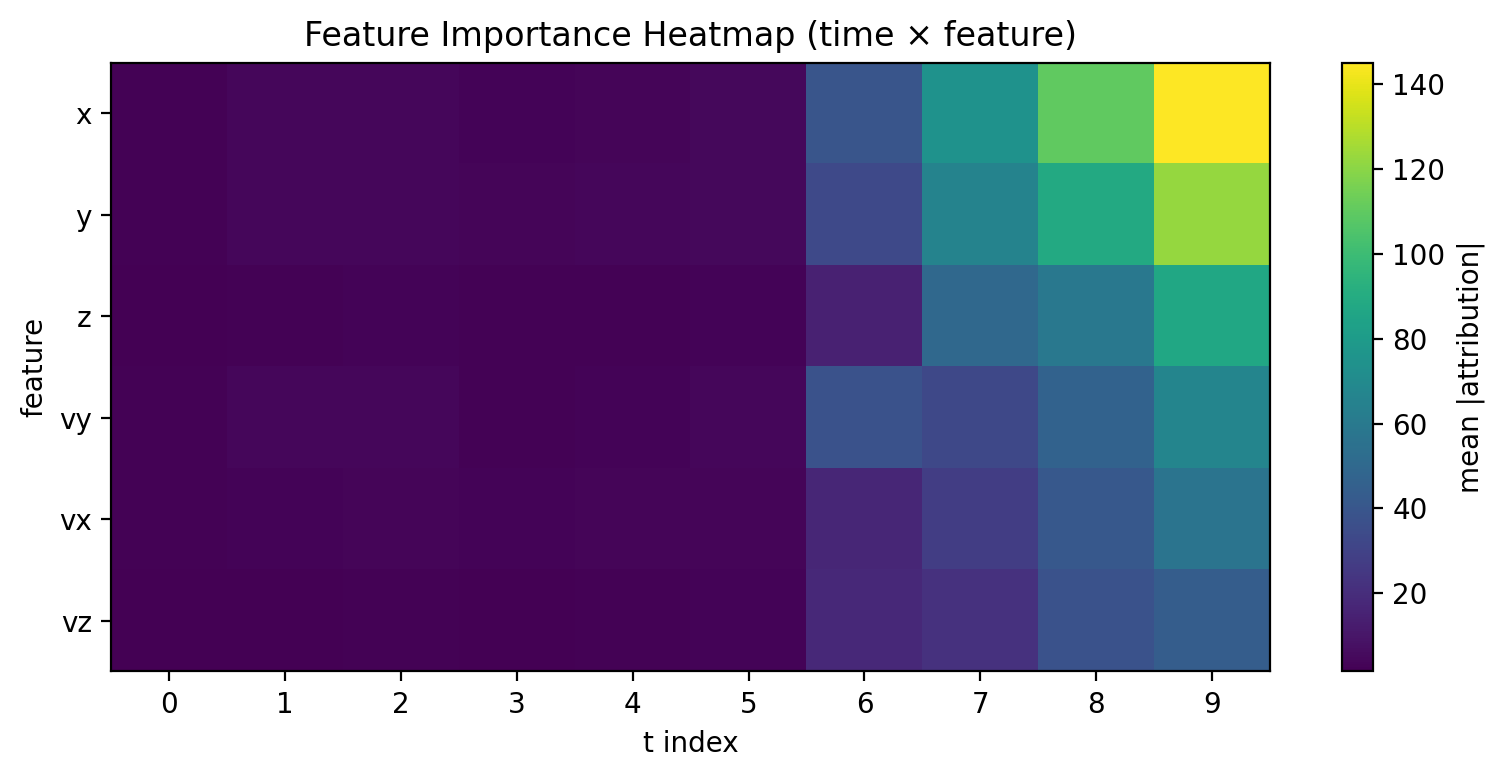 Feature Importance Heatmap (time × feature)
feature
x
y
z
vy
vx
vz
0 1 2 3 4 5 6 7 8 9
t index
140
120
100
80
60
40
20
mean |attribution|